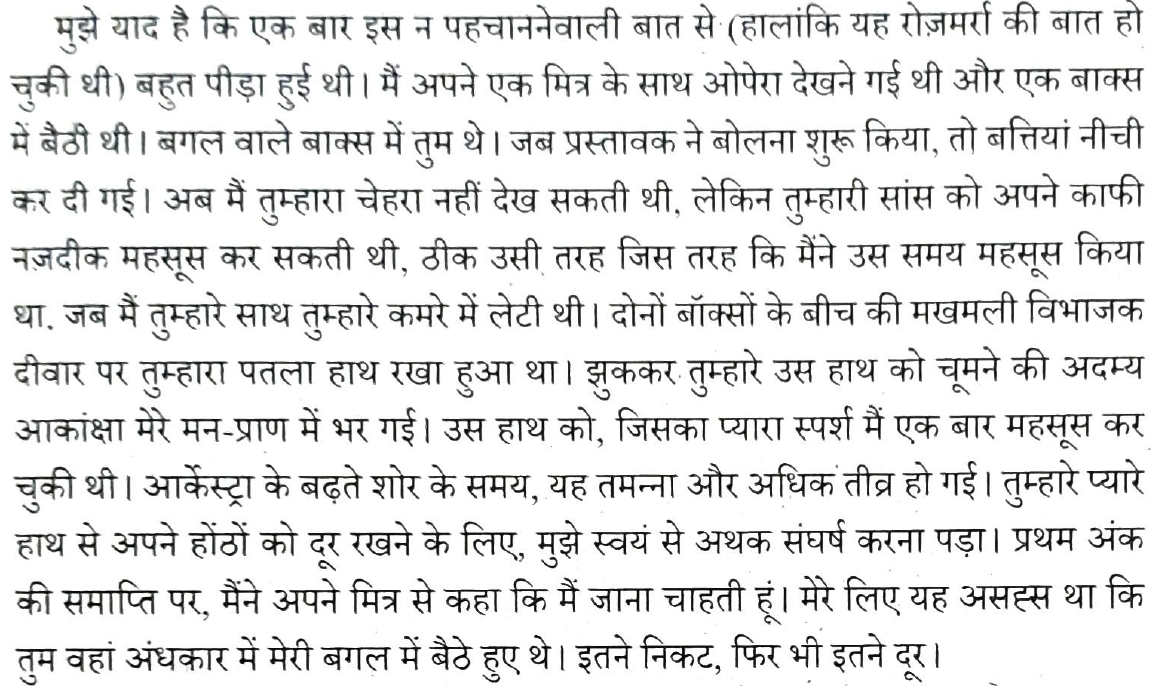 मुझे याद है कि एक बार इस न पहचाननेवाली बात से (हालांकि यह रोज़मर्रा की बात हो
चुकी थी) बहुत पीड़ा हुई थी। मैं अपने एक मित्र के साथ ओपेरा देखने गई थी और एक बाक्स
में बैठी थी। बगल वाले बाक्स में तुम थे। जब प्रस्तावक ने बोलना शुरू किया, तो बत्तियां नीची
कर दी गई। अब मैं तुम्हारा चेहरा नहीं देख सकती थी, लेकिन तुम्हारी सांस को अपने काफी
नज़दीक महसूस कर सकती थी, ठीक उसी तरह जिस तरह कि मैंने उस समय महसूस किया
था. जब मैं तुम्हारे साथ तुम्हारे कमरे में लेटी थी। दोनों बॉक्सों के बीच की मखमली विभाजक
दीवार पर तुम्हारा पतला हाथ रखा हुआ था। झुककर तुम्हारे उस हाथ को चूमने की अदम्य
आकांक्षा मेरे मन-प्राण में भर गई। उस हाथ को, जिसका प्यारा स्पर्श मैं एक बार महसूस कर
चुकी थी। आर्केस्ट्रा के बढ़ते शोर के समय, यह तमन्ना और अधिक तीव्र हो गई। तुम्हारे प्यारे
हाथ से अपने होंठों को दूर रखने के लिए, मुझे स्वयं से अथक संघर्ष करना पड़ा। प्रथम अंक
की समाप्ति पर, मैंने अपने मित्र से कहा कि मैं जाना चाहती हूं। मेरे लिए यह असह्स था कि
तुम वहां अंधकार में मेरी बगल में बैठे हुए थे। इतने निकट, फिर भी इतने दूर।